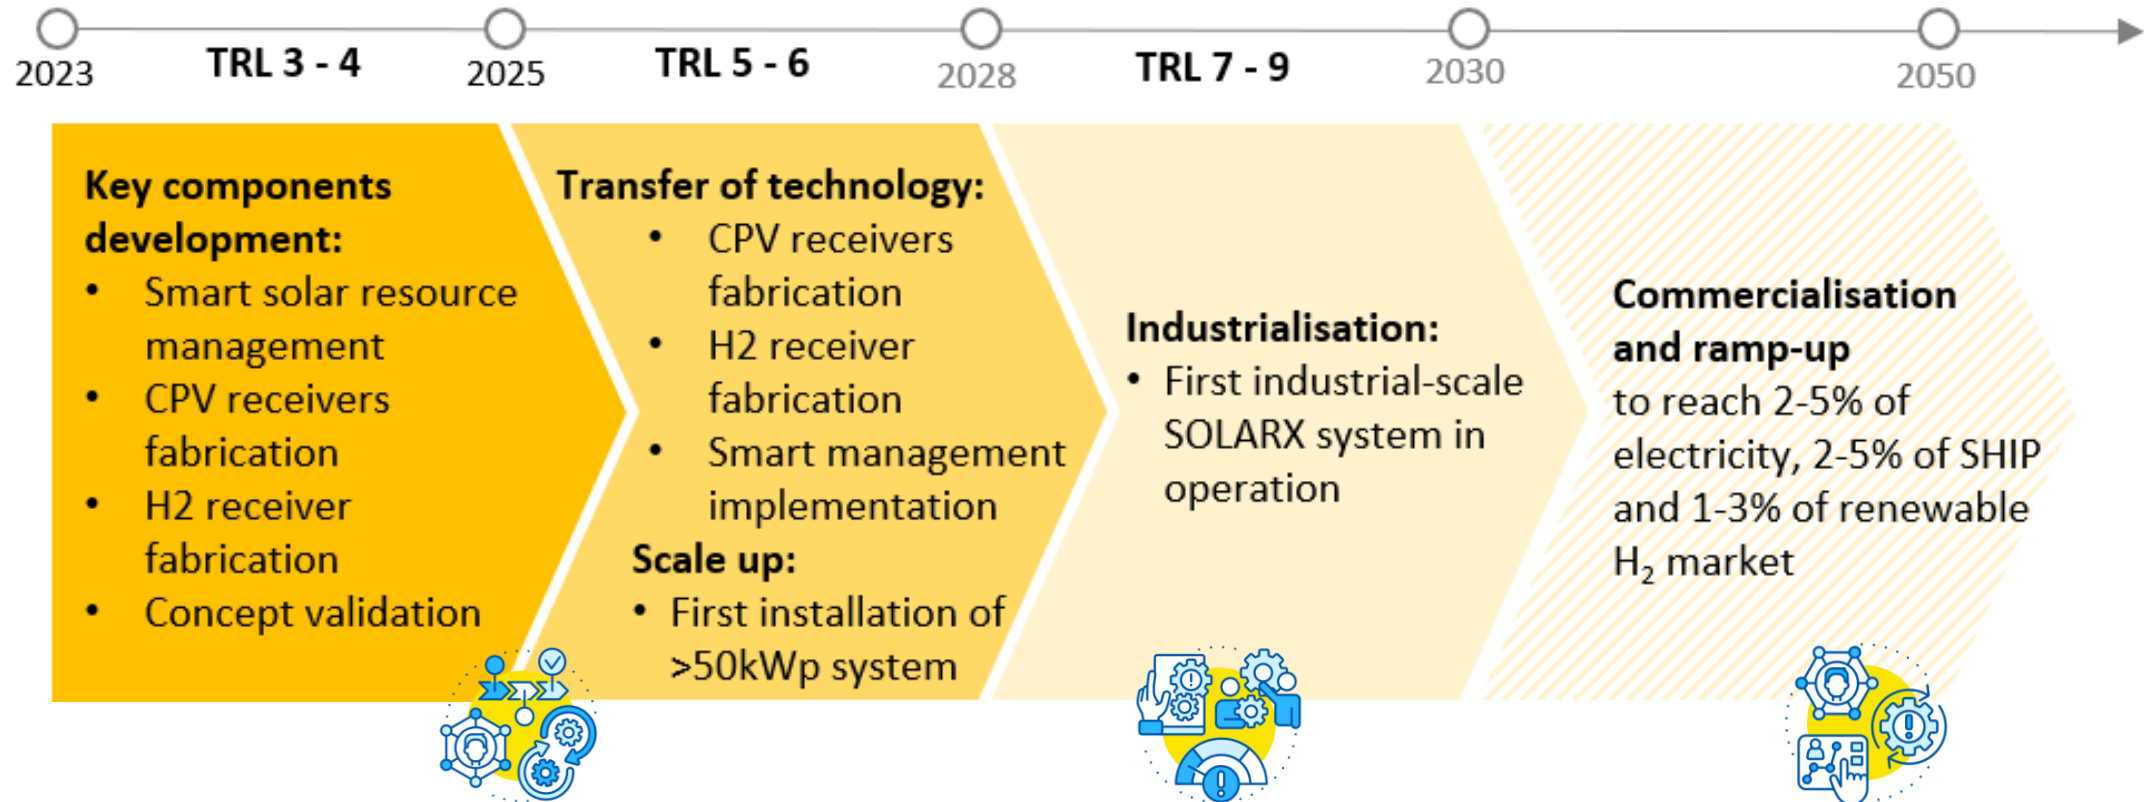 TRL 3 - 4
TRL 5 - 6
TRL 7 - 9
2023
2025
2028
2030
2050
Key components
development:
• Smart solar resource
management
• CPV receivers
fabrication
• H2 receiver
fabrication
• Concept validation
Transfer of technology:
• CPV receivers
fabrication
• H2 receiver
fabrication
• Smart management
implementation
Scale up:
• First installation of
>50kWp system
Industrialisation:
• First industrial-scale
SOLARX system in
operation
Commercialisation
and ramp-up
to reach 2-5% of
electricity, 2-5% of SHIP
and 1-3% of renewable
H₂ market